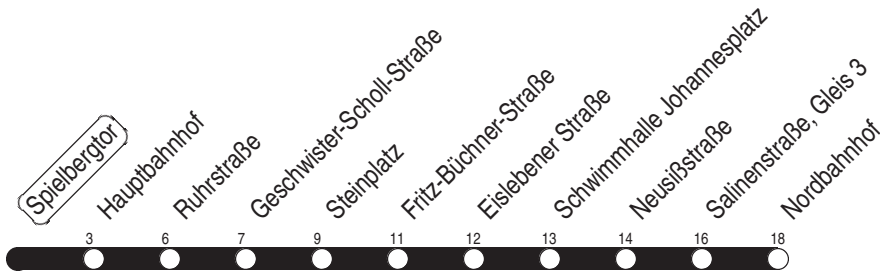 Spielbergtor
Hauptbahnhof
Ruhrstraße
Geschwister-Scholl-Straße
Steinplatz
Fritz-Büchner-Straße
Eislebener Straße
Schwimmhalle Johannesplatz
Neusißstraße
Salinenstraße, Gleis 3
Nordbahnhof
3 6 7 9 11 12 13 14 16 18